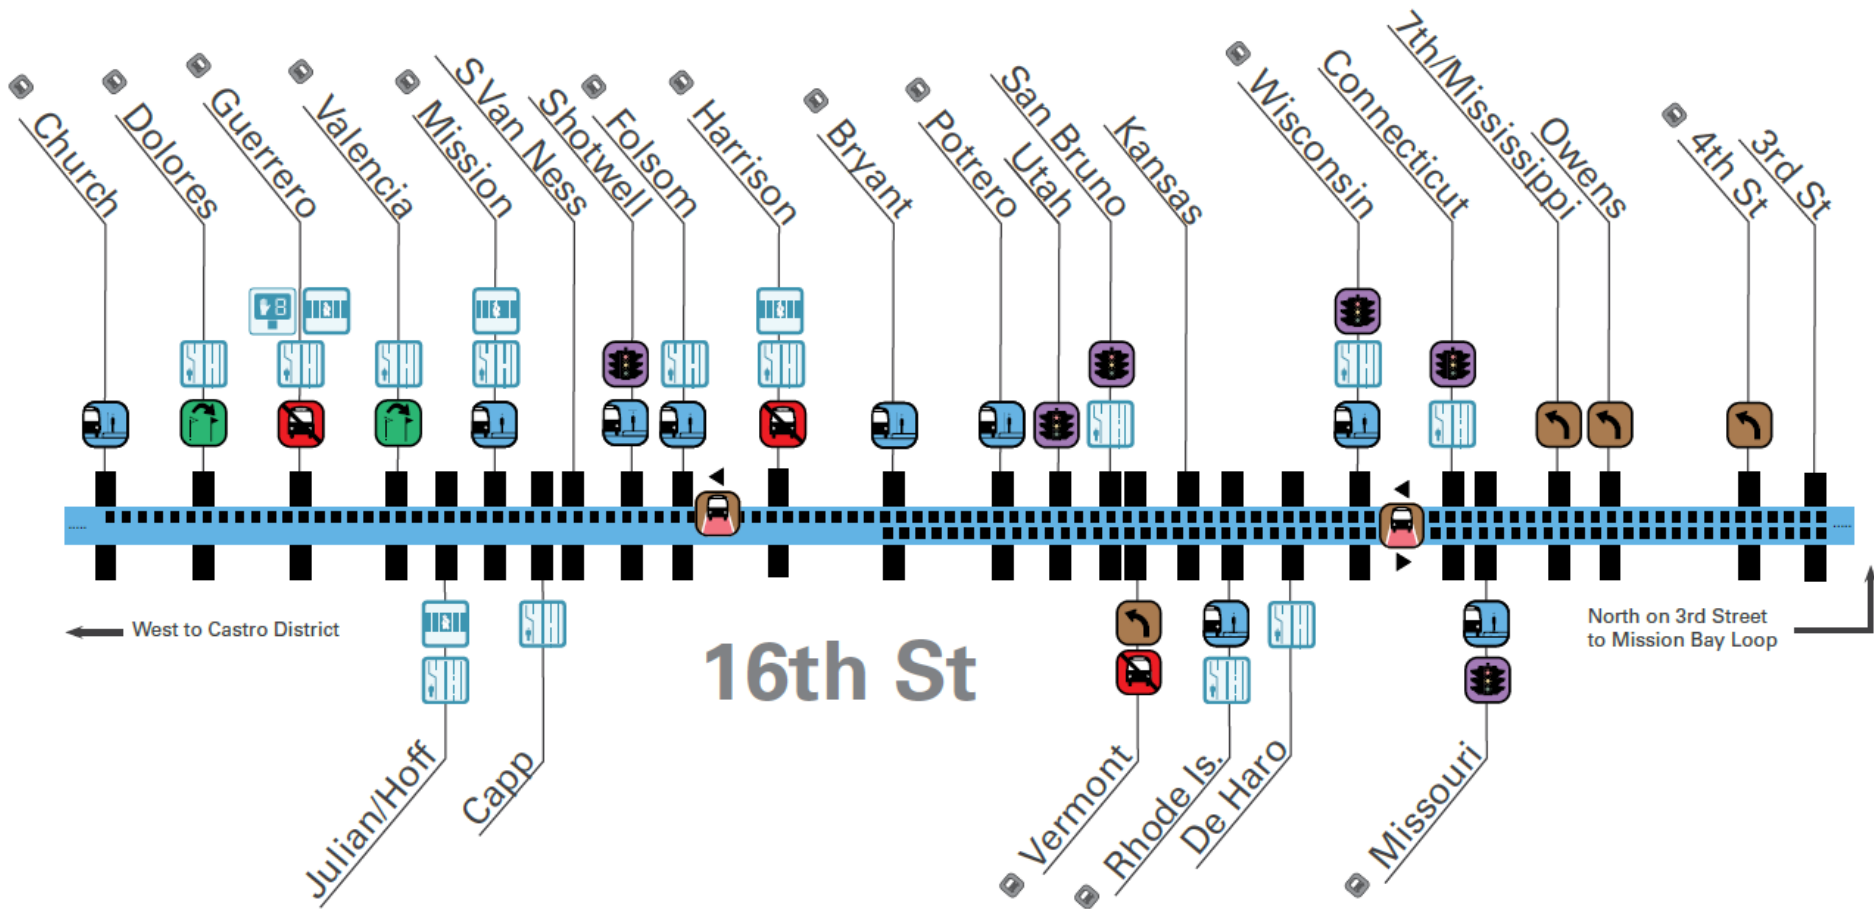 Church
Dolores
Guerrero
Valencia
Mission
S Van Ness
Shotwell
Folsom
Harrison
Bryant
Potrero
Utah
San Bruno
Kansas
Wisconsin
Connecticut
7th/Mississippi
Owens
4th St
3rd St
8
West to Castro District
16th St
North on 3rd Street
to Mission Bay Loop
Julian/Hoff
Capp
Vermont
Rhode Is.
De Haro
Missouri